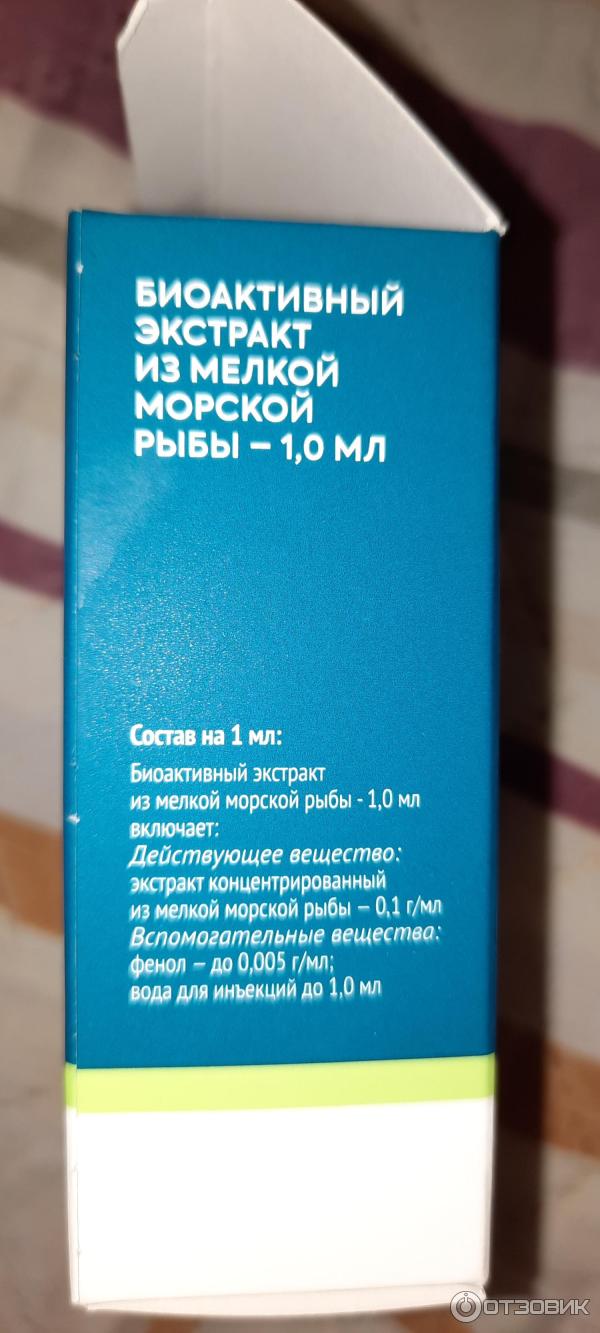 БИОАКТИВНЫЙ
ЭКСТРАКТ
ИЗ МЕЛКОЙ
МОРСКОЙ
РЫБЫ – 1,0 МЛ
Состав на 1 мл:
Биоактивный экстракт
из мелкой морской рыбы - 1,0 мл
включает:
Действующее вещество:
экстракт концентрированный
из мелкой морской рыбы – 0,1 г/мл
Вспомогательные вещества:
фенол – до 0,005 г/мл;
вода для инъекций до 1,0 мл
ОТЗОВИК